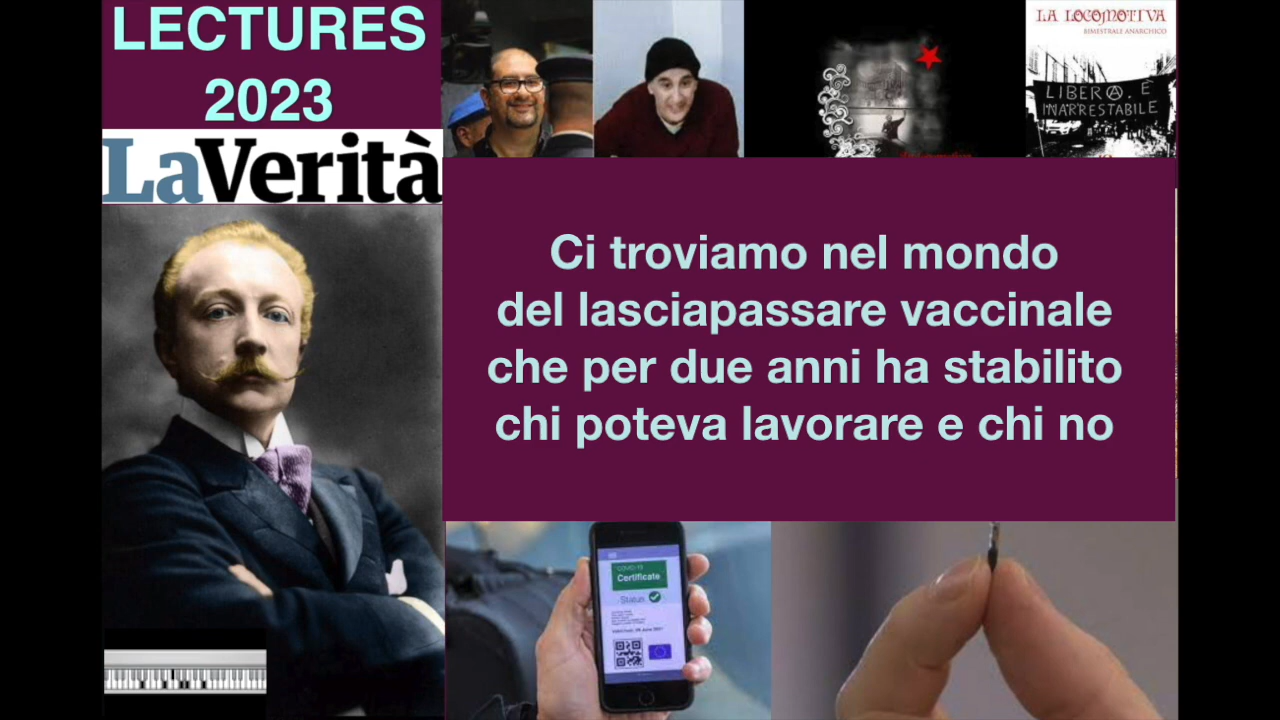 LECTURES
2023
LaVerità
LA LOCOMOTIVA
BIMESTRALE ANARCHICO
LIBERA. È
INARRESTABILE
Ci troviamo nel mondo
del lasciapassare vaccinale
che per due anni ha stabilito
chi poteva lavorare e chi no
COVID-19
Certificate
Status